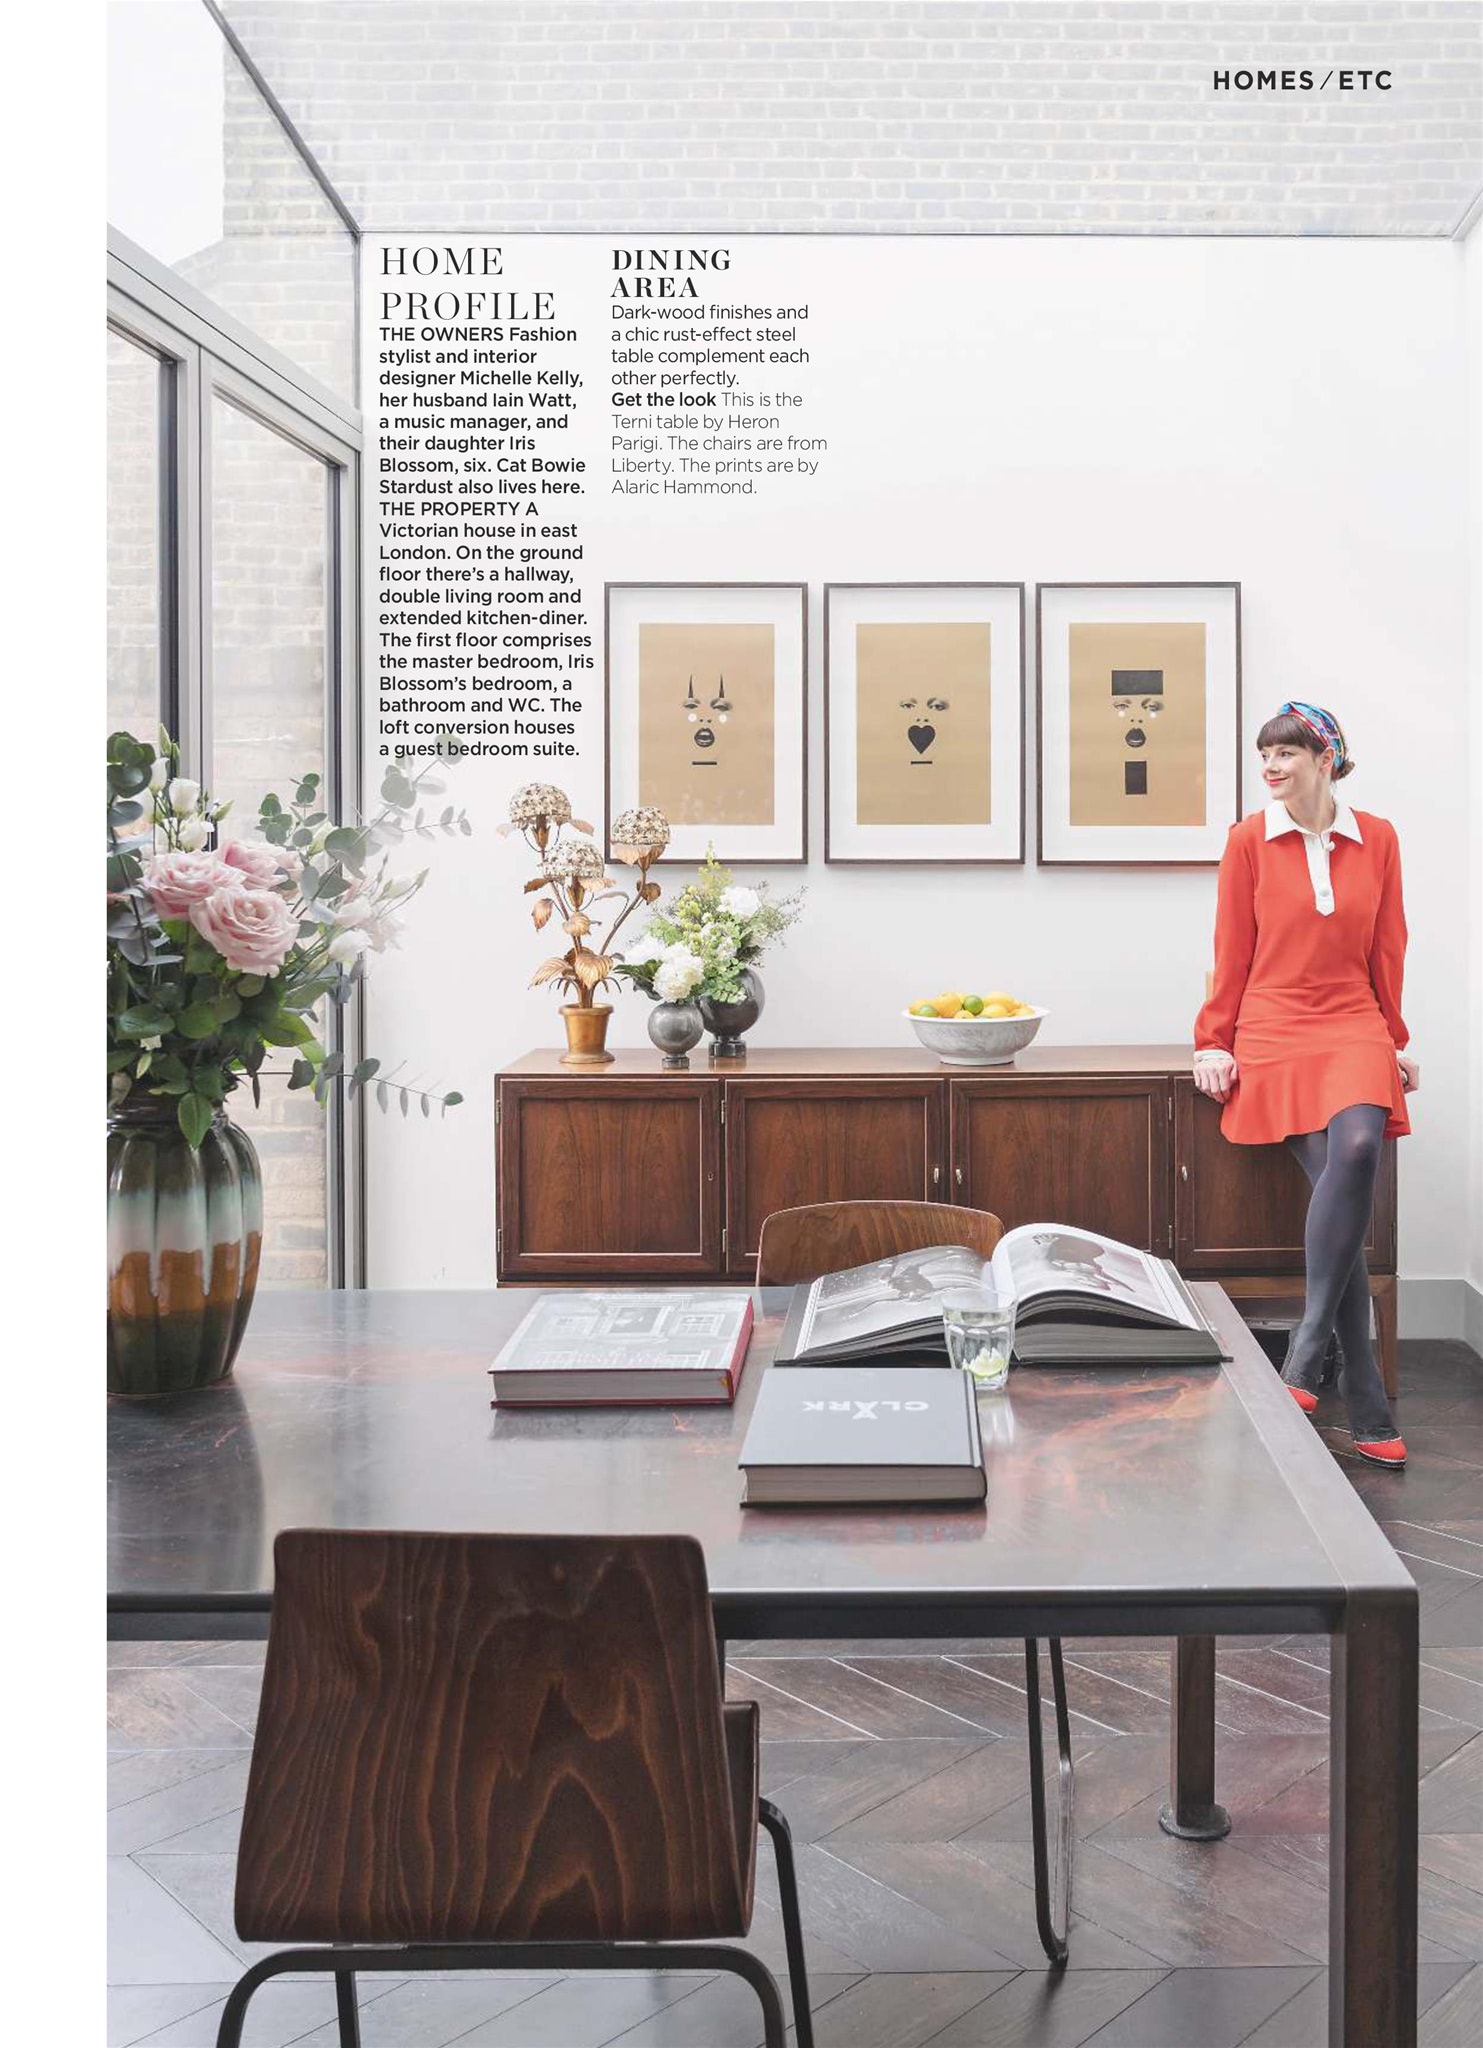 HOMES / ETC
HOME
PROFILE
THE OWNERS Fashion
stylist and interior
designer Michelle Kelly,
her husband Iain Watt,
a music manager, and
their daughter Iris
Blossom, six. Cat Bowie
Stardust also lives here.
THE PROPERTY A
Victorian house in east
London. On the ground
floor there's a hallway,
double living room and
extended kitchen-diner.
The first floor comprises
the master bedroom, Iris
Blossom's bedroom, a
bathroom and WC. The
loft conversion houses
a guest bedroom suite.
DINING
AREA
Dark-wood finishes and
a chic rust-effect steel
table complement each
other perfectly.
Get the look This is the
Terni table by Heron
Parigi. The chairs are from
Liberty. The prints are by
Alaric Hammond.
CLARK